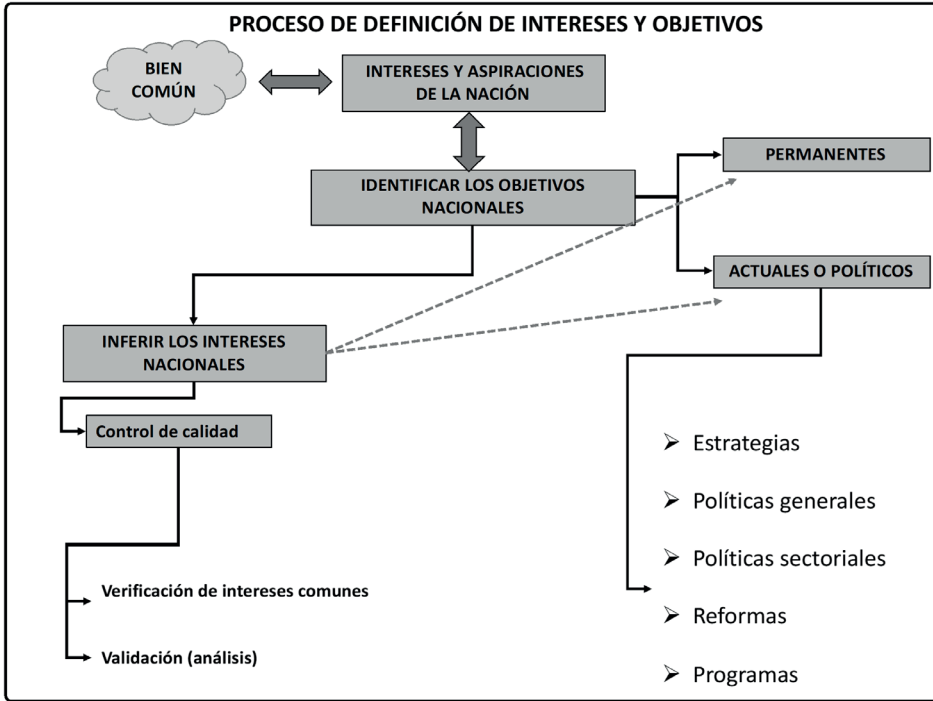 PROCESO DE DEFINICIÓN DE INTERESES Y OBJETIVOS
BIEN
COMÚN
INTERESES Y ASPIRACIONES
DE LA NACIÓN
IDENTIFICAR LOS OBJETIVOS
NACIONALES
PERMANENTES
ACTUALES O POLÍTICOS
INFERIR LOS INTERESES
NACIONALES
Control de calidad
Verificación de intereses comunes
Validación (análisis)
➢ Estrategias
➢ Políticas generales
➢ Políticas sectoriales
➢ Reformas
➢ Programas